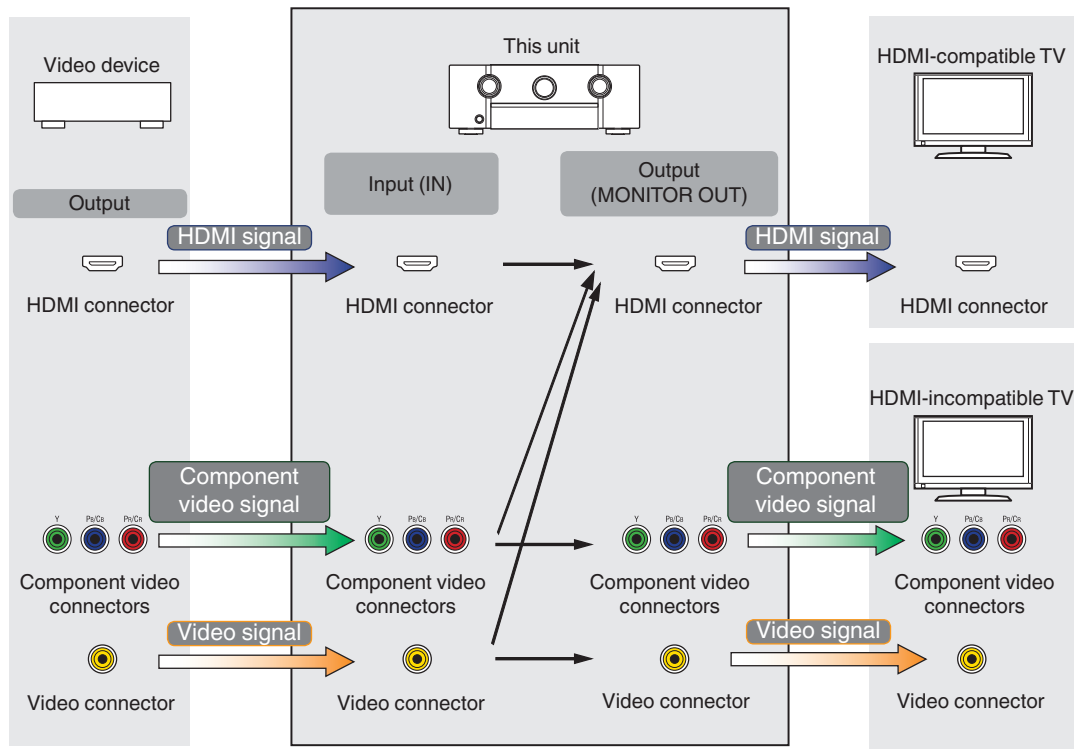 Video device
This unit
HDMI-compatible TV
Output
Input (IN)
Output
(MONITOR OUT)
HDMI signal
HDMI signal
HDMI connector
HDMI connector
HDMI connector
HDMI connector
HDMI-incompatible TV
Component
video signal
Component
video signal
Y PB/CB PR/CR
Y PB/CB PR/CR
Y PB/CB PR/CR
Y PB/CB PR/CR
Component video
connectors
Component video
connectors
Component video
connectors
Component video
connectors
Video signal
Video signal
Video connector
Video connector
Video connector
Video connector